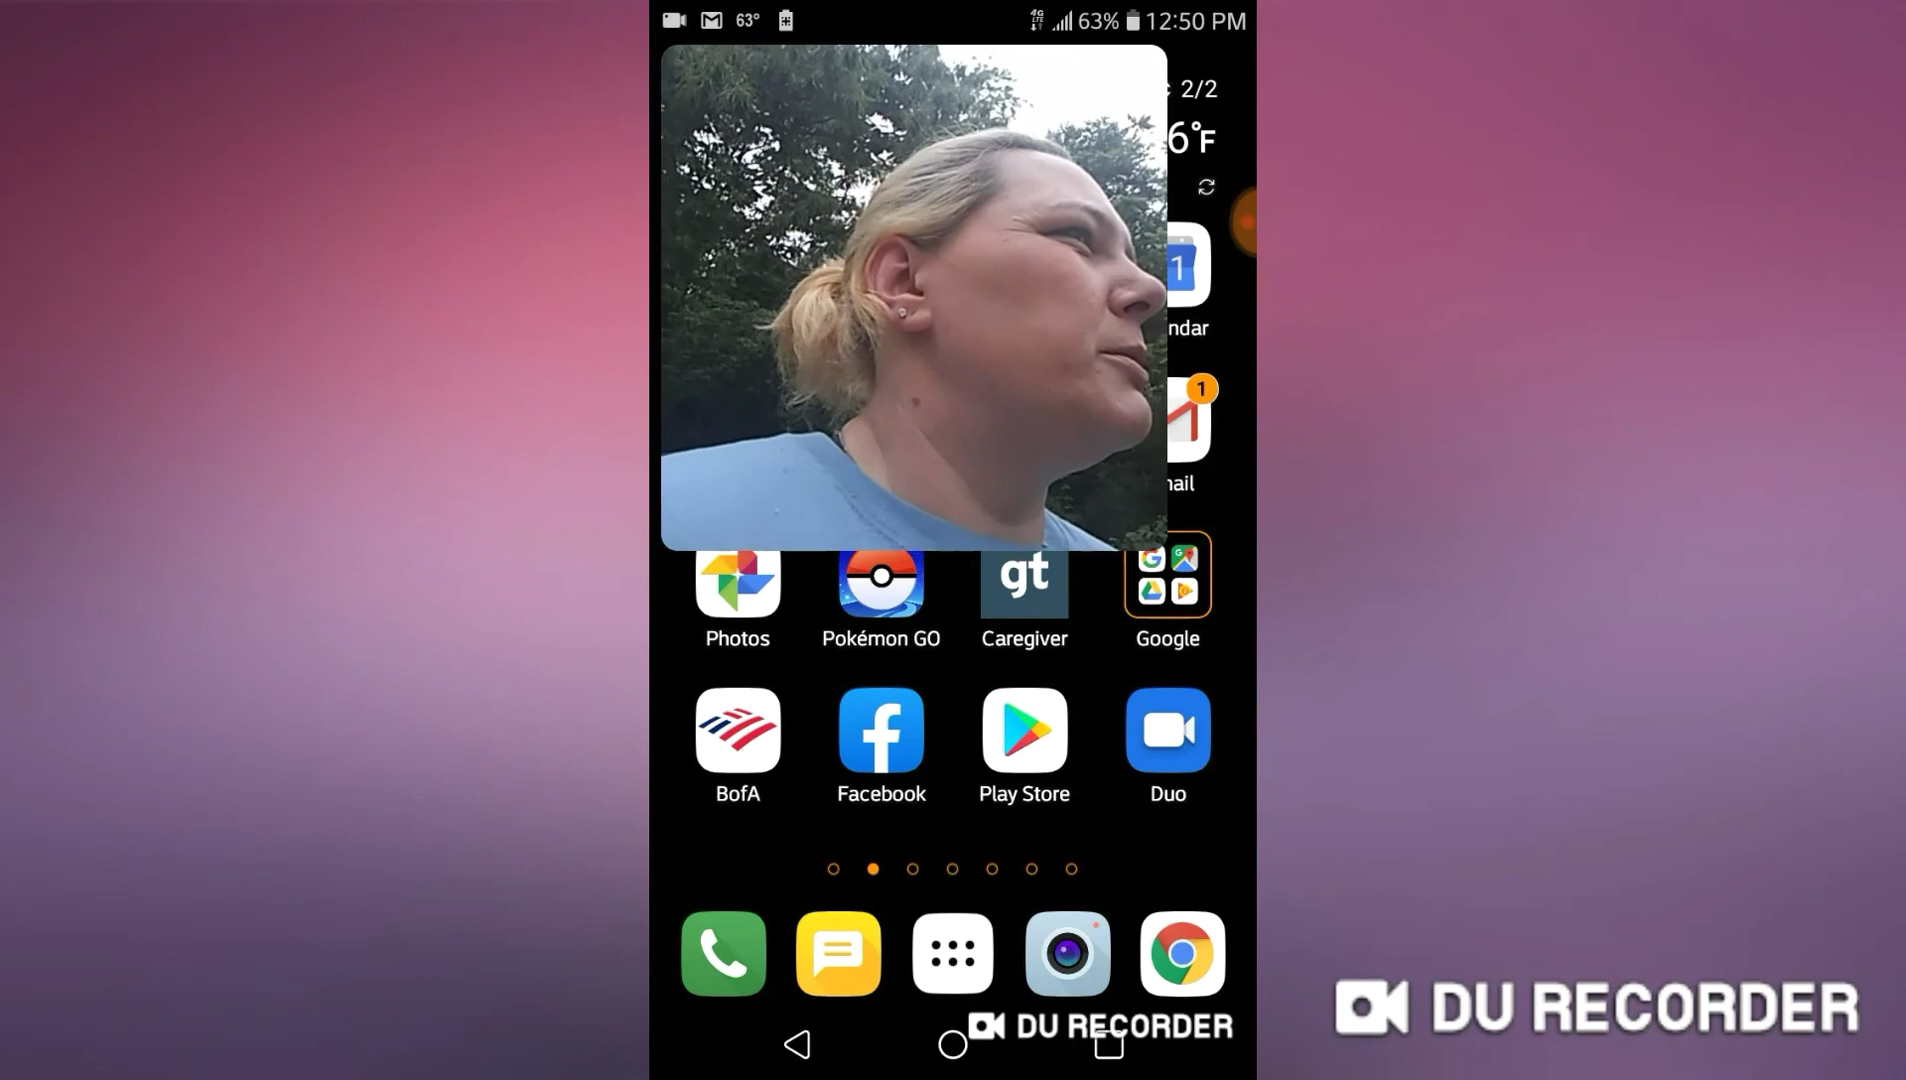 63° 63% 12:50 PM
2/2
6°F
1
ndar
1
ail
gt
Photos Pokémon GO Caregiver Google
BofA Facebook Play Store Duo
DU RECORDER
DU RECORDER